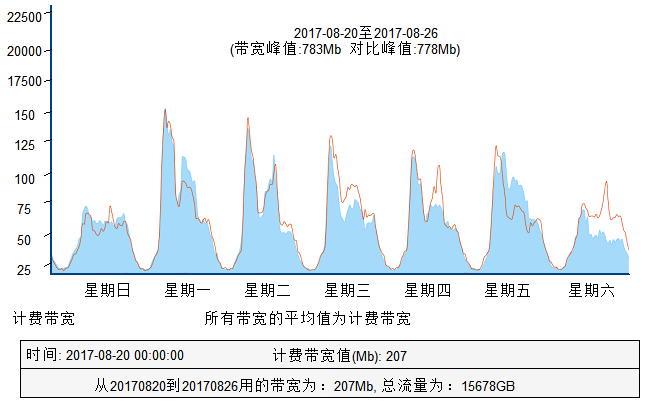 2017-08-20至2017-08-26
(带宽峰值:783Mb 对比峰值:778Mb)
22500
20000
17500
150
125
100
75
50
25
星期日 星期一 星期二 星期三 星期四 星期五 星期六
计费带宽 所有带宽的平均值为计费带宽
时间: 2017-08-20 00:00:00 计费带宽值(Mb): 207
从20170820到20170826用的带宽为：207Mb, 总流量为：15678GB